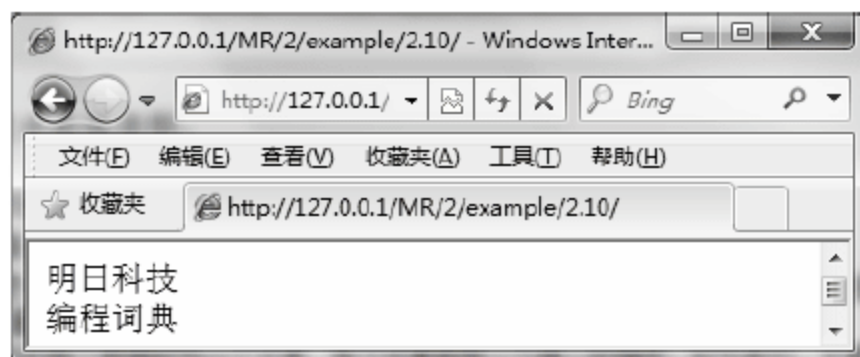 http://127.0.0.1/MR/2/example/2.10/ - Windows Inter...
http://127.0.0.1/ Bing
文件(F) 编辑(E) 查看(V) 收藏夹(A) 工具(T) 帮助(H)
收藏夹 http://127.0.0.1/MR/2/example/2.10/
明日科技
编程词典